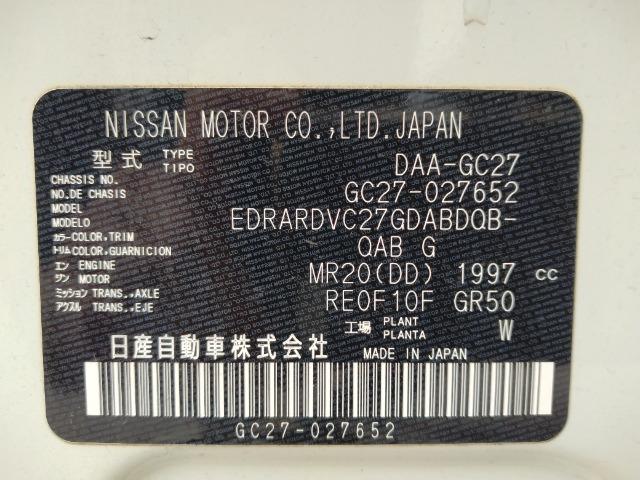 NISSAN MOTOR CO.,LTD.JAPAN
型式 TYPE TIPO DAA-GC27
CHASSIS NO.
NO.DE CHASIS GC27-027652
MODEL
MODELO EDRARDVC27GDABDQB-
カラー COLOR,TRIM
トリム COLOR,GUARNICION QAB G
エン ENGINE
ジン MOTOR MR20(DD) 1997 CC
ミッション TRANS.,AXLE
アクスル TRANS.,EJE RE0F10F GR50
工場 PLANT PLANTA W
日産自動車株式会社 MADE IN JAPAN
GC27-027652